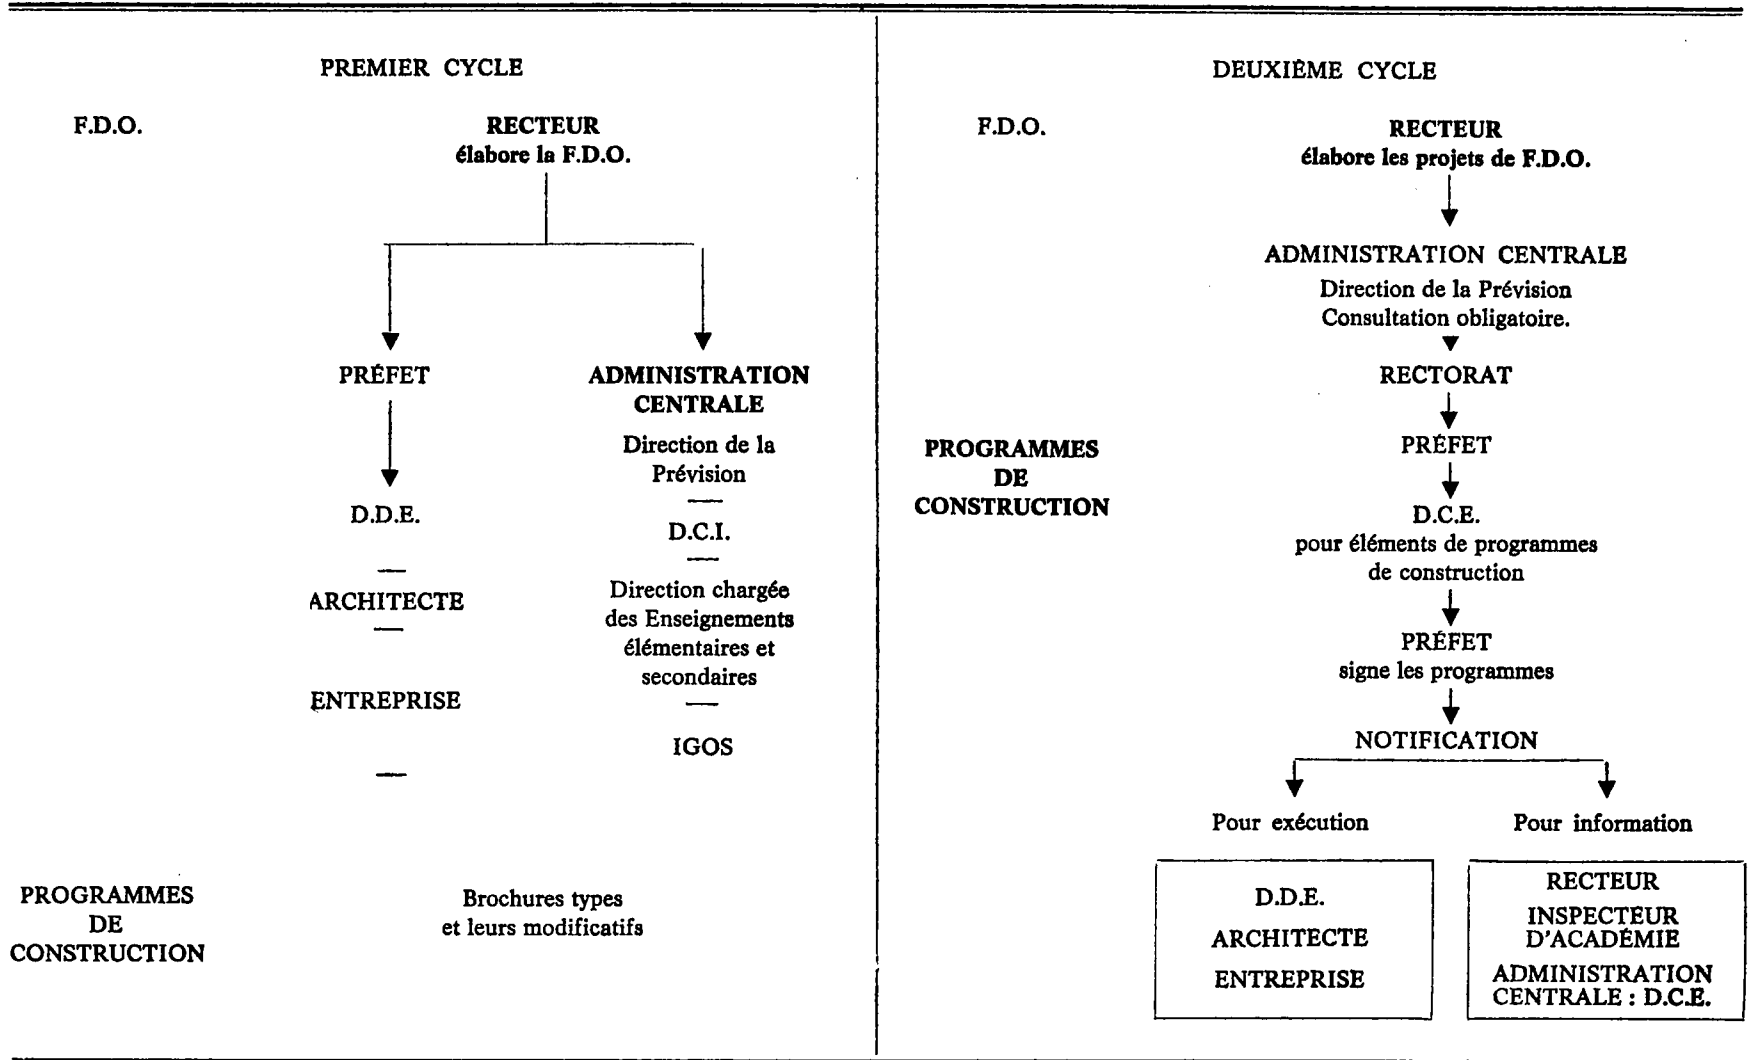 PREMIER CYCLE
F.D.O.
RECTEUR
élabore la F.D.O.
PRÉFET
D.D.E.
ARCHITECTE
ENTREPRISE
ADMINISTRATION
CENTRALE
Direction de la
Prévision
D.C.I.
Direction chargée
des Enseignements
élémentaires et
secondaires
IGOS
PROGRAMMES
DE
CONSTRUCTION
Brochures types
et leurs modificatifs
DEUXIÈME CYCLE
F.D.O.
RECTEUR
élabore les projets de F.D.O.
ADMINISTRATION CENTRALE
Direction de la Prévision
Consultation obligatoire.
RECTORAT
PROGRAMMES
DE
CONSTRUCTION
PRÉFET
D.C.E.
pour éléments de programmes
de construction
PRÉFET
signe les programmes
NOTIFICATION
Pour exécution
D.D.E.
ARCHITECTE
ENTREPRISE
Pour information
RECTEUR
INSPECTEUR
D'ACADÉMIE
ADMINISTRATION
CENTRALE : D.C.E.